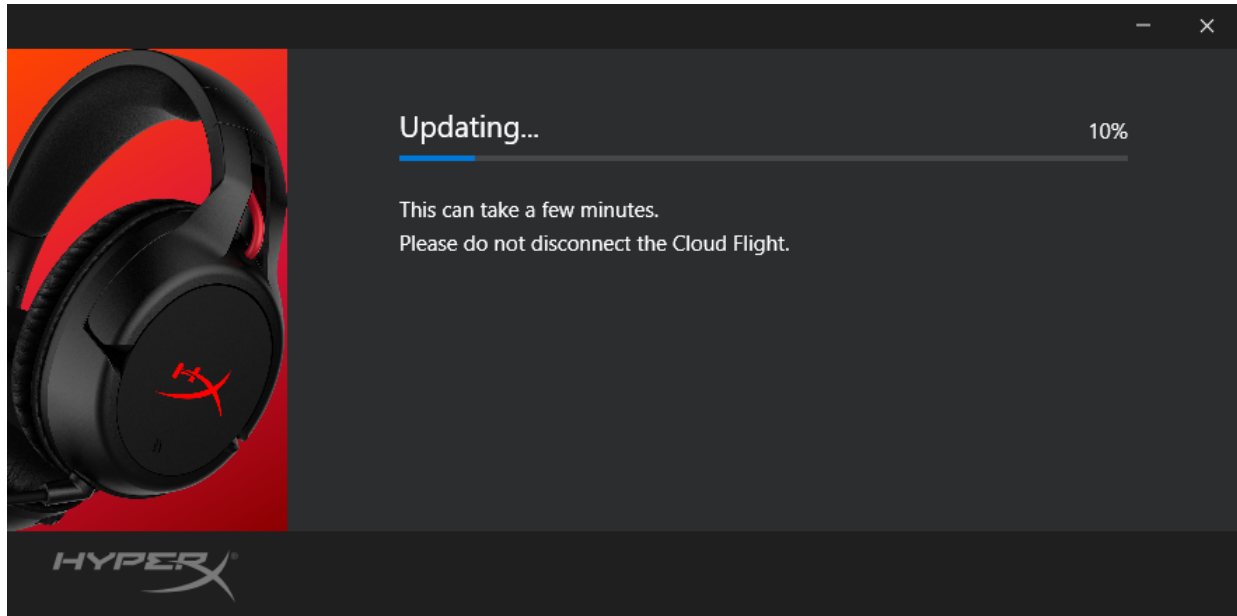 Updating...
10%
This can take a few minutes.
Please do not disconnect the Cloud Flight.
HYPERX®